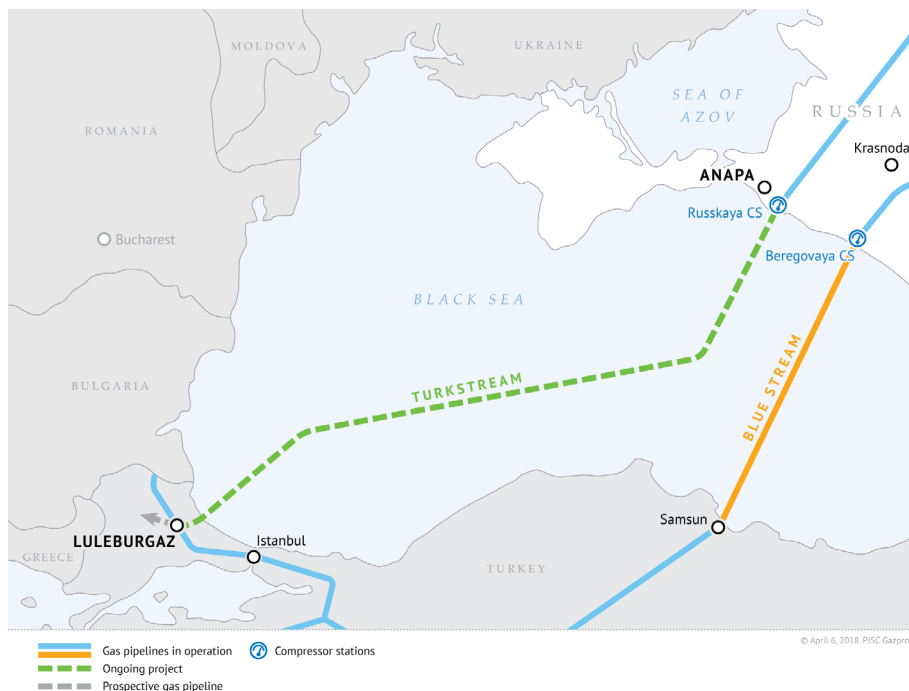 MOLDOVA
UKRAINE
SEA OF
AZOV
RUSSIA
ROMANIA
Krasnoda
ANAPA
Russkaya CS
Bucharest
Beregovaya CS
BLACK SEA
BULGARIA
TURKSTREAM
BLUE STREAM
Samsun
LULEBURGAZ
Istanbul
GREECE
TURKEY
© April 6, 2018. PJSC Gazpro
Gas pipelines in operation
Compressor stations
Ongoing project
Prospective gas pipeline